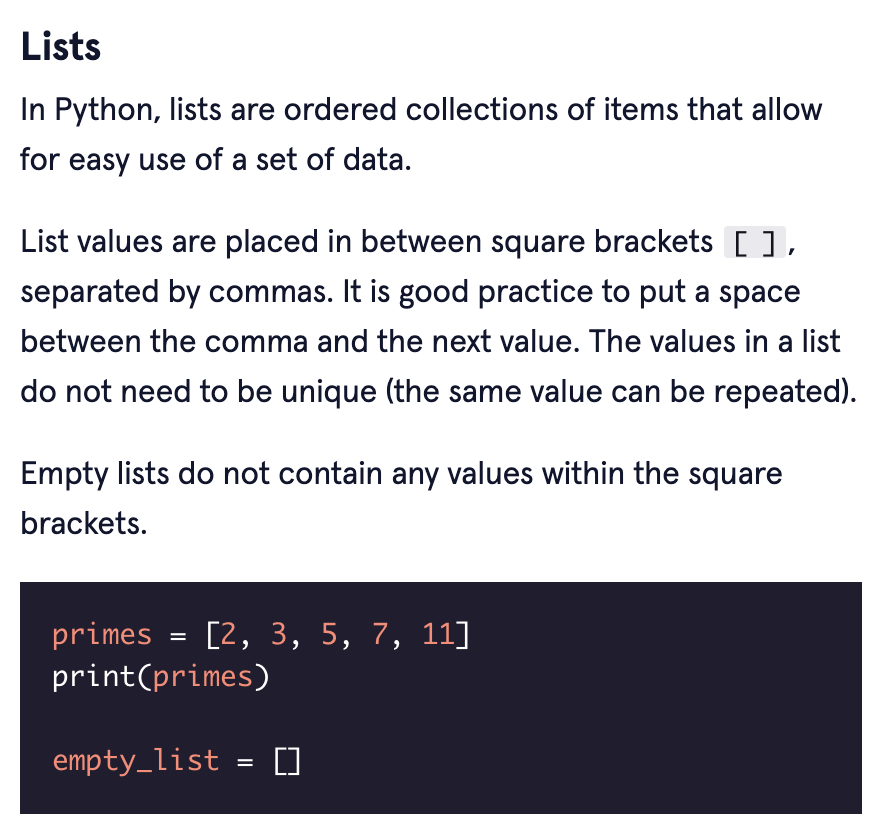 Lists
In Python, lists are ordered collections of items that allow
for easy use of a set of data.
List values are placed in between square brackets [ ],
separated by commas. It is good practice to put a space
between the comma and the next value. The values in a list
do not need to be unique (the same value can be repeated).
Empty lists do not contain any values within the square
brackets.
primes = [2, 3, 5, 7, 11]
print(primes)
empty_list = []